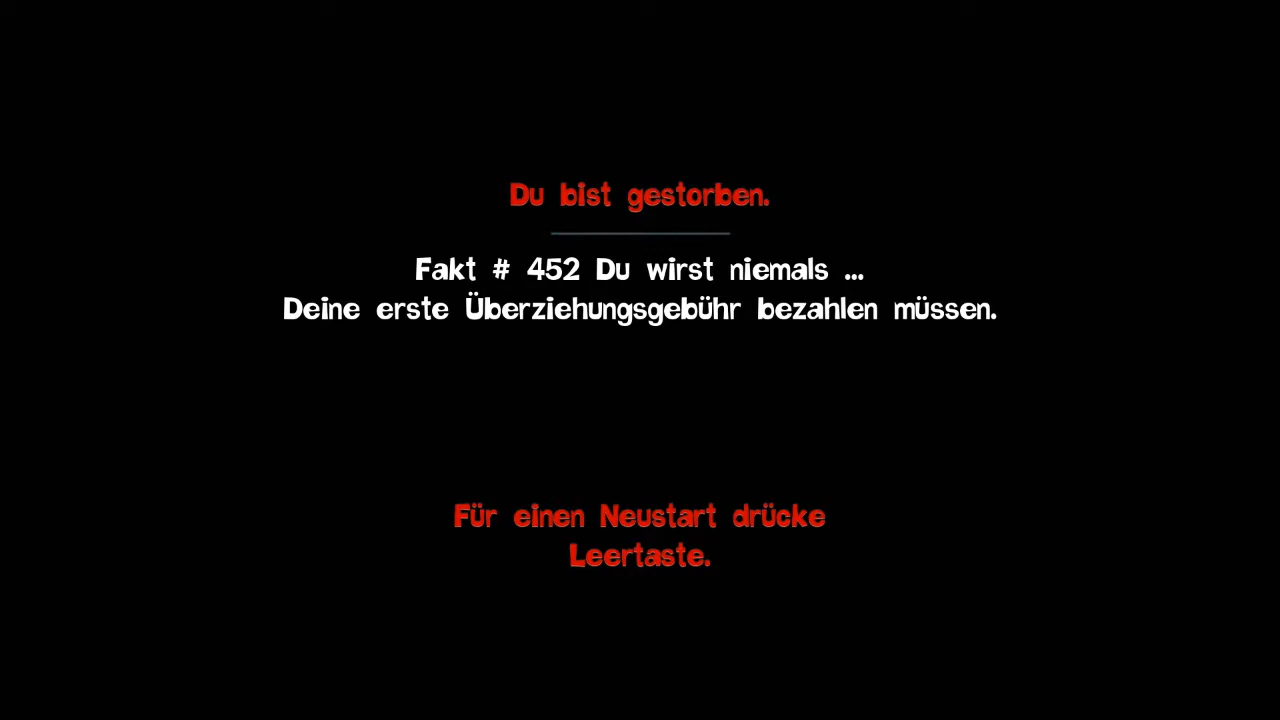 Du bist gestorben.
Fakt # 452 Du wirst niemals ...
Deine erste Überziehungsgebühr bezahlen müssen.
Für einen Neustart drücke
Leertaste.